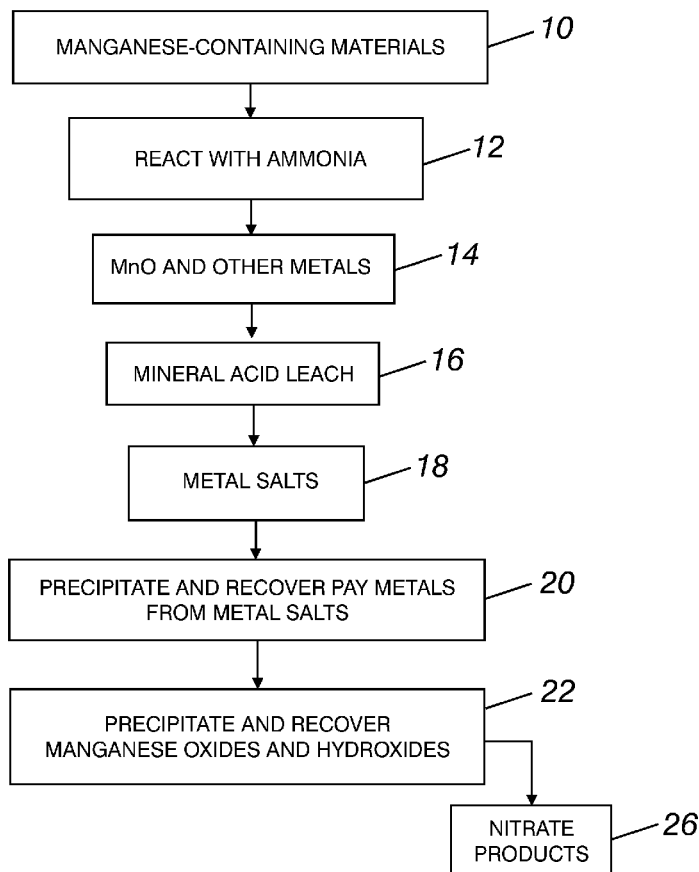 MANGANESE-CONTAINING MATERIALS
10
REACT WITH AMMONIA
12
MnO AND OTHER METALS
14
MINERAL ACID LEACH
16
METAL SALTS
18
PRECIPITATE AND RECOVER PAY METALS
FROM METAL SALTS
20
PRECIPITATE AND RECOVER
MANGANESE OXIDES AND HYDROXIDES
22
NITRATE
PRODUCTS
26